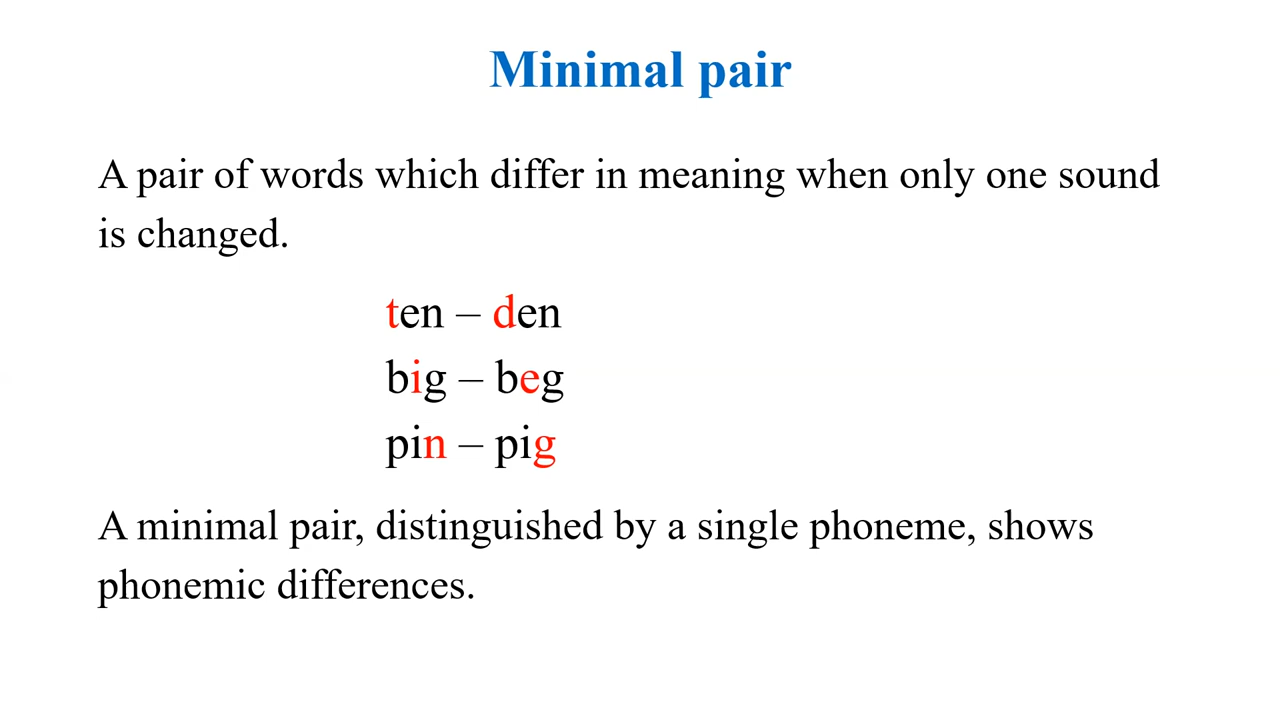 Minimal pair
A pair of words which differ in meaning when only one sound
is changed.
ten – den
big – beg
pin – pig
A minimal pair, distinguished by a single phoneme, shows
phonemic differences.